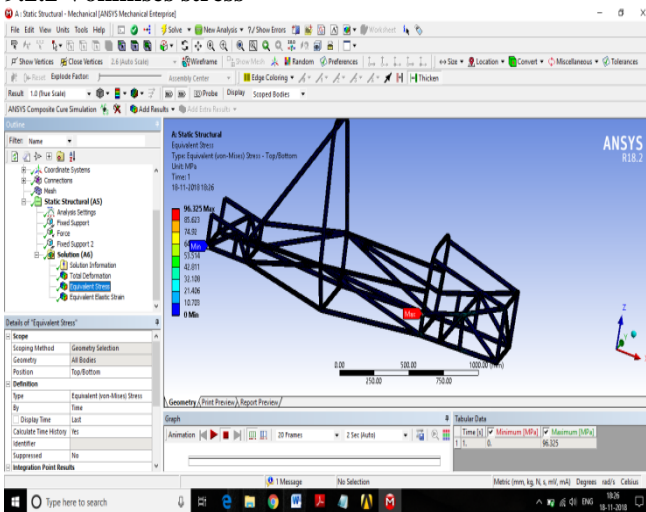 A : Static Structural - Mechanical [ANSYS Mechanical Enterprise]
File Edit View Units Tools Help Solve New Analysis ?/ Show Errors Worksheet
Show Vertices Close Vertices 2.6 (Auto Scale) Wireframe Show Mesh Random Preferences Size Location Convert Miscellaneous Tolerances
Reset Explode Factor: Assembly Center Edge Coloring Thicken
Result 1.0 (True Scale) Probe Display Scoped Bodies
ANSYS Composite Cure Simulation Add Results Add Extra Results
Outline
Filter: Name
Coordinate Systems
Connections
Mesh
Static Structural (A5)
Analysis Settings
Fixed Support
Force
Fixed Support 2
Solution (A6)
Solution Information
Total Deformation
Equivalent Stress
Equivalent Elastic Strain
Details of "Equivalent Stress"
Scope
Scoping Method Geometry Selection
Geometry All Bodies
Position Top/Bottom
Definition
Type Equivalent (von-Mises) Stress
By Time
Display Time Last
Calculate Time History Yes
Identifier
Suppressed No
Integration Point Results
A: Static Structural
Equivalent Stress
Type: Equivalent (von-Mises) Stress - Top/Bottom
Unit: MPa
Time: 1
18-11-2018 18:26
96.325 Max
85.623
74.92
53.514
42.811
32.108
21.406
10.703
0 Min
Min
Max
ANSYS
R18.2
0.00 500.00 1000.00
250.00 750.00
Z
Geometry Print Preview Report Preview
Graph
Animation 20 Frames 2 Sec (Auto)
Tabular Data
Time [s] Minimum [MPa] Maximum [MPa]
1 1. 0. 96.325
1 Message No Selection Metric (mm, kg, N, s, mV, mA) Degrees rad/s Celsius
Type here to search ENG 18:26
18-11-2018